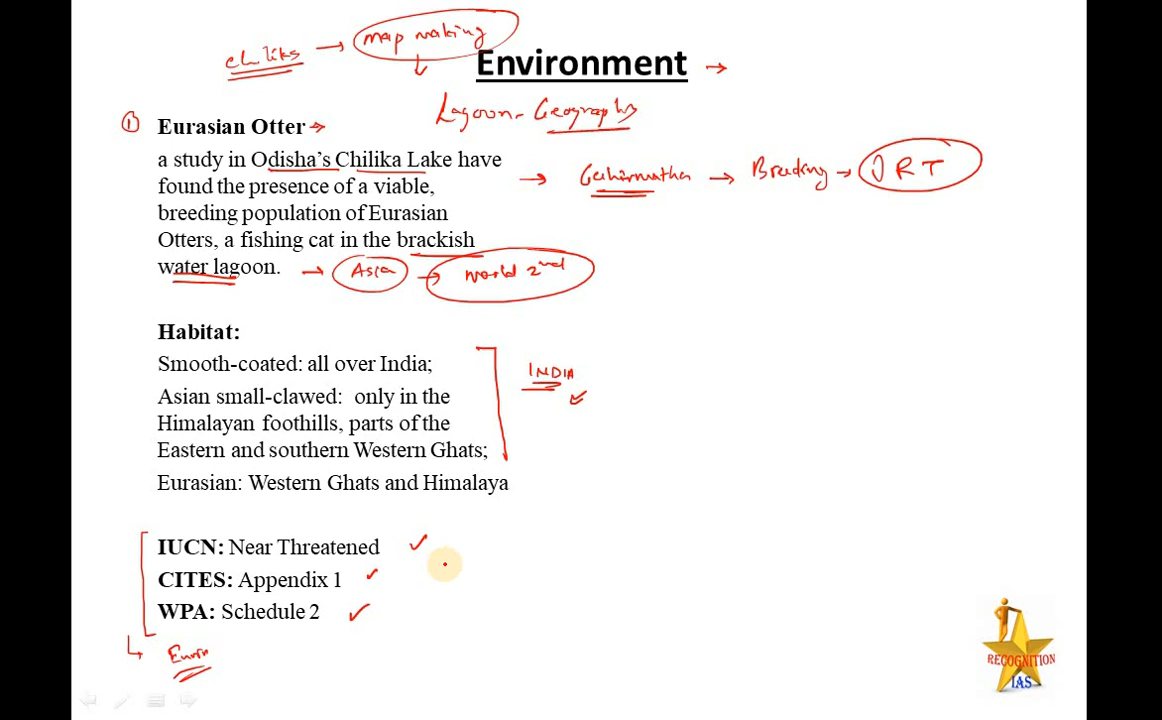 chilika → map making
Environment →
Lagoon - Geography
① Eurasian Otter →
a study in Odisha's Chilika Lake have
found the presence of a viable,
breeding population of Eurasian
Otters, a fishing cat in the brackish
water lagoon.
→ Gahirmatha → Breeding → ORT
→ Asia → World 2nd
Habitat:
Smooth-coated: all over India;
Asian small-clawed: only in the
Himalayan foothills, parts of the
Eastern and southern Western Ghats;
Eurasian: Western Ghats and Himalaya
INDIA
IUCN: Near Threatened
CITES: Appendix 1
WPA: Schedule 2
RECOGNITION
IAS